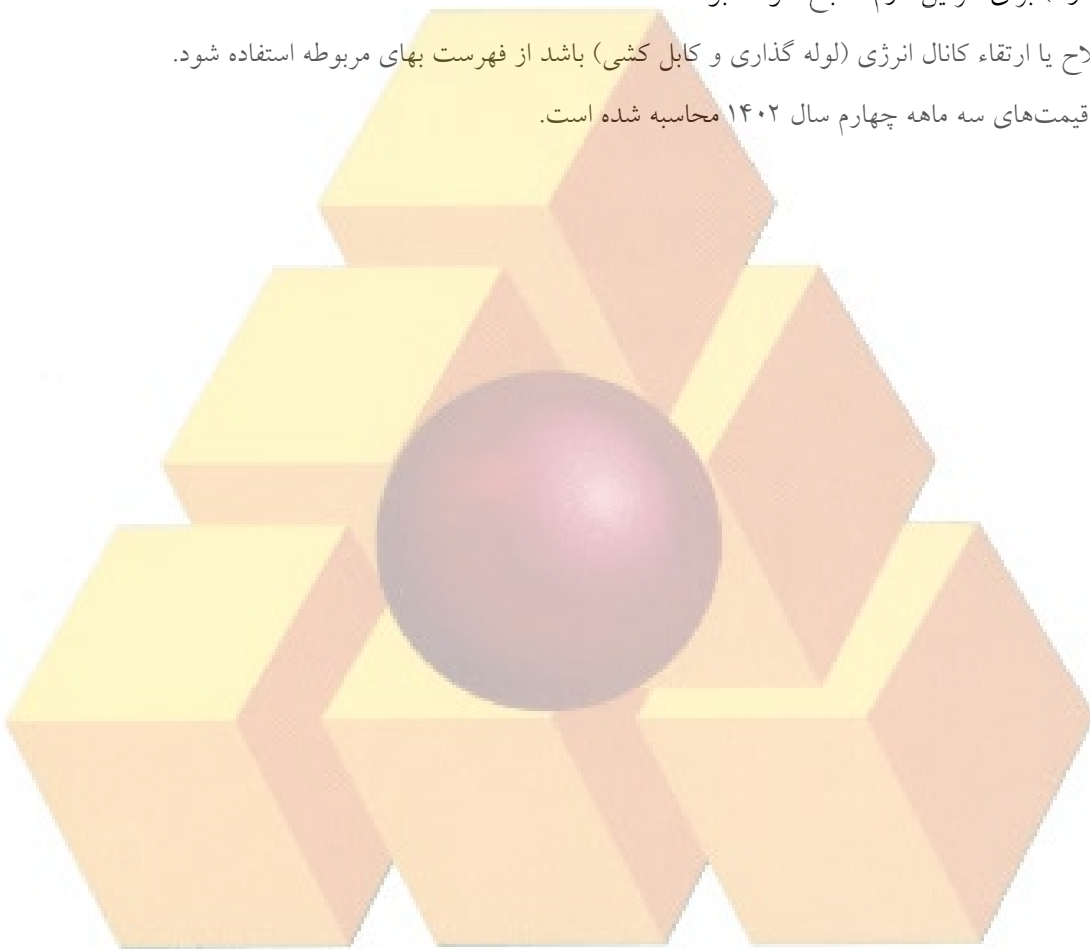 یا ارتقاء کانال انرژی (لوله گذاری و کابل کشی) باشد از فهرست بهای مربوطه استفاده شود.
قیمت‌های سه ماهه چهارم سال ۱۴۰۲ محاسبه شده است.